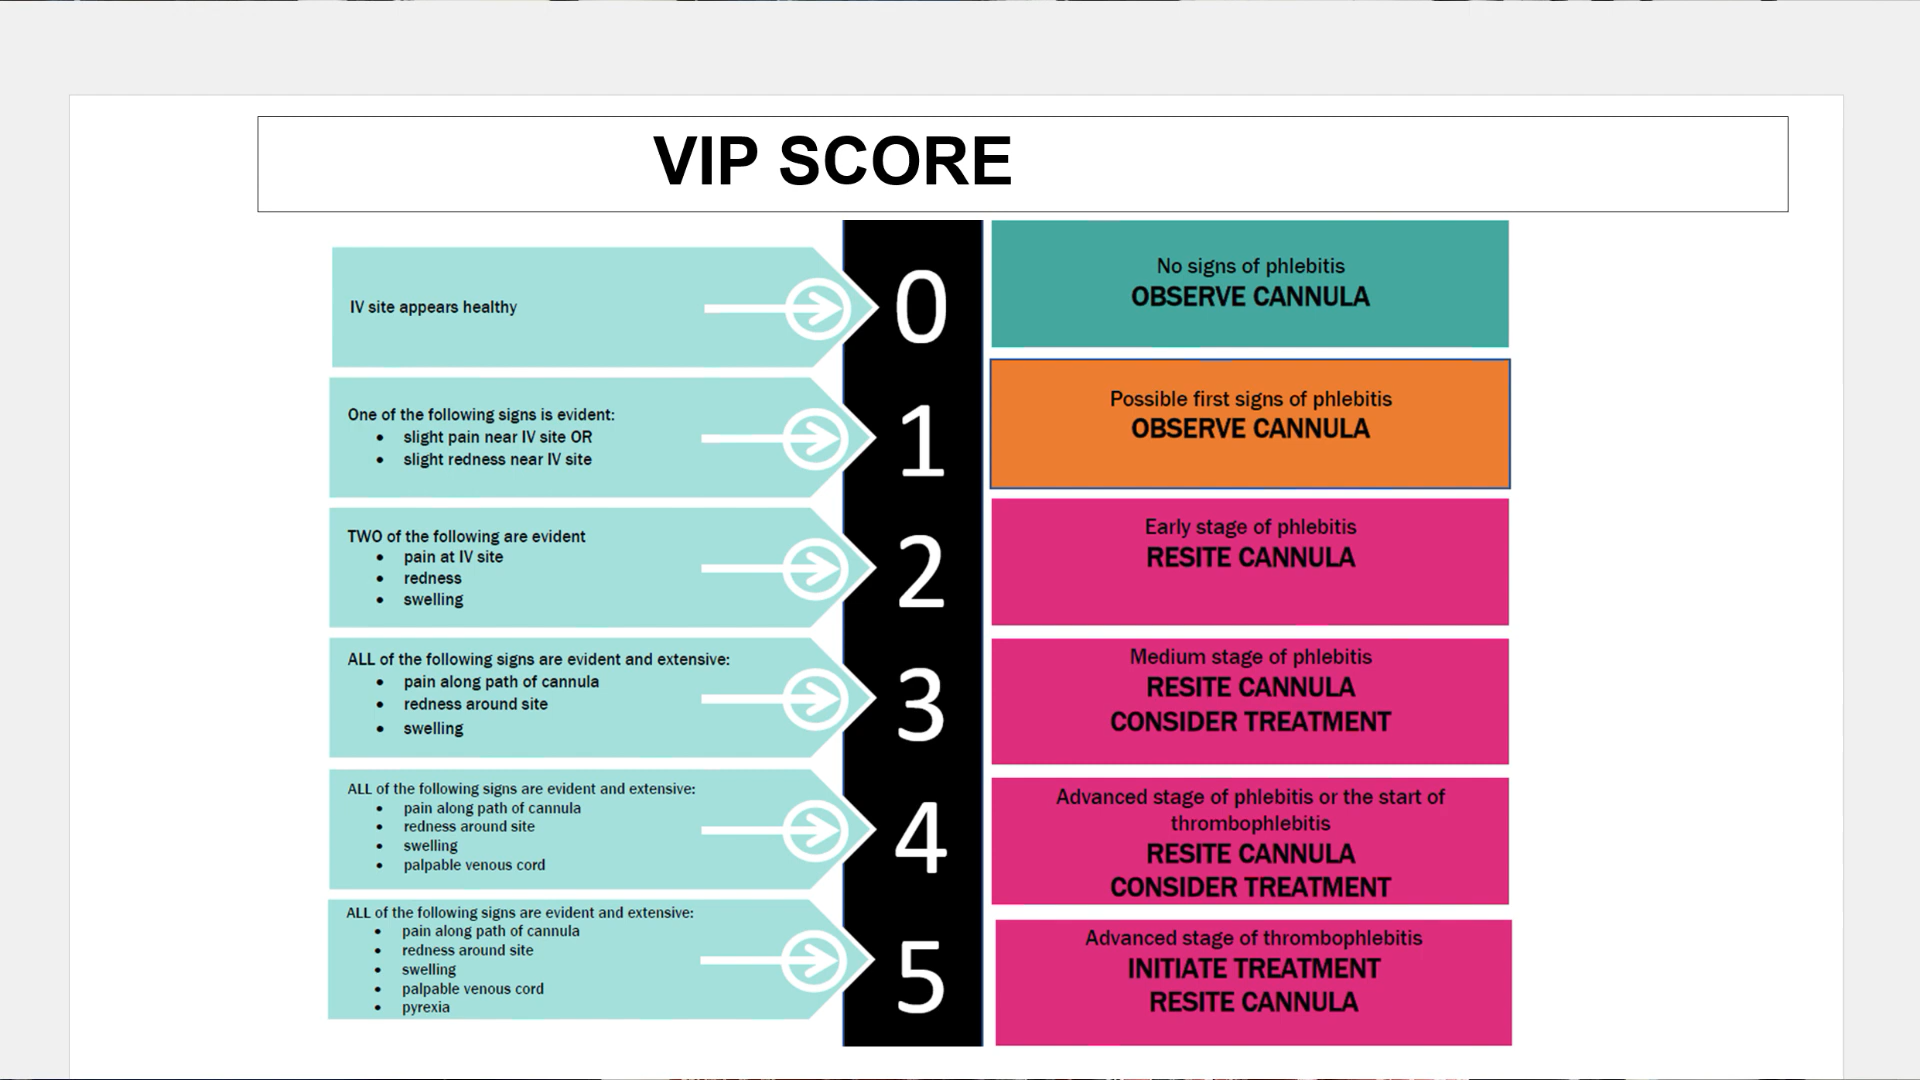 VIP SCORE
IV site appears healthy
0
No signs of phlebitis
OBSERVE CANNULA
One of the following signs is evident:
• slight pain near IV site OR
• slight redness near IV site
1
Possible first signs of phlebitis
OBSERVE CANNULA
TWO of the following are evident
• pain at IV site
• redness
• swelling
2
Early stage of phlebitis
RESITE CANNULA
ALL of the following signs are evident and extensive:
• pain along path of cannula
• redness around site
• swelling
3
Medium stage of phlebitis
RESITE CANNULA
CONSIDER TREATMENT
ALL of the following signs are evident and extensive:
• pain along path of cannula
• redness around site
• swelling
• palpable venous cord
4
Advanced stage of phlebitis or the start of
thrombophlebitis
RESITE CANNULA
CONSIDER TREATMENT
ALL of the following signs are evident and extensive:
• pain along path of cannula
• redness around site
• swelling
• palpable venous cord
• pyrexia
5
Advanced stage of thrombophlebitis
INITIATE TREATMENT
RESITE CANNULA